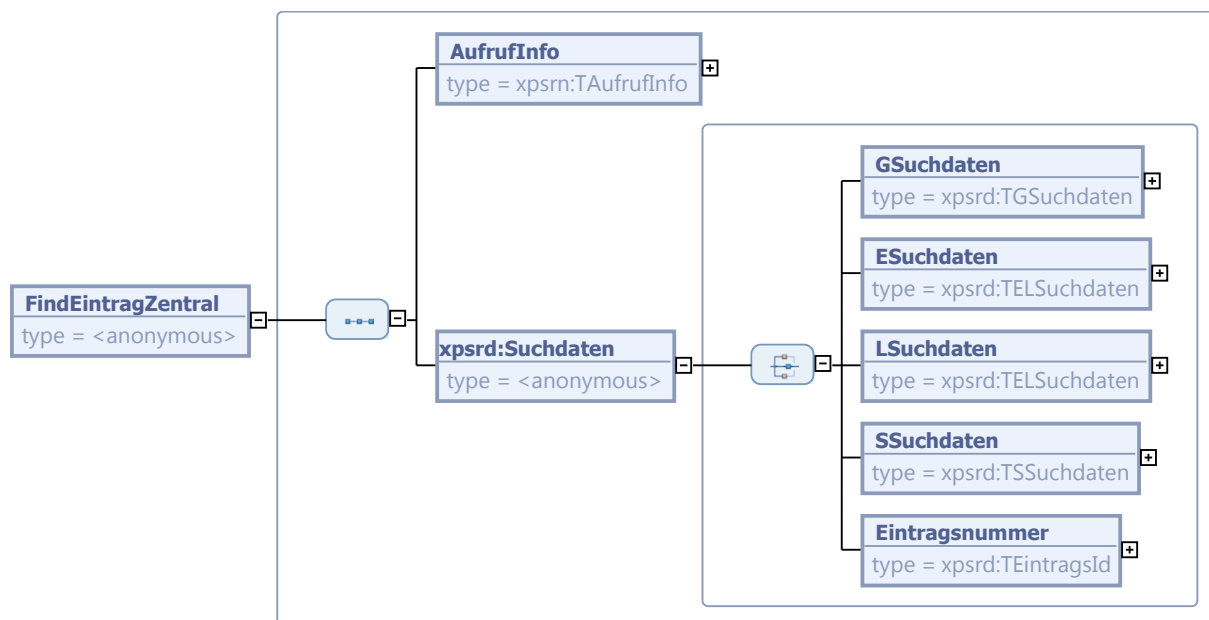 AufrufInfo
type = xpsrn:TAufrufInfo
GSuchdaten
type = xpsrd:TGSuchdaten
ESuchdaten
type = xpsrd:TELSuchdaten
FindEintragZentral
type = <anonymous>
xpsrd:Suchdaten
type = <anonymous>
LSuchdaten
type = xpsrd:TELSuchdaten
SSuchdaten
type = xpsrd:TSSuchdaten
Eintragsnummer
type = xpsrd:TEintragsId